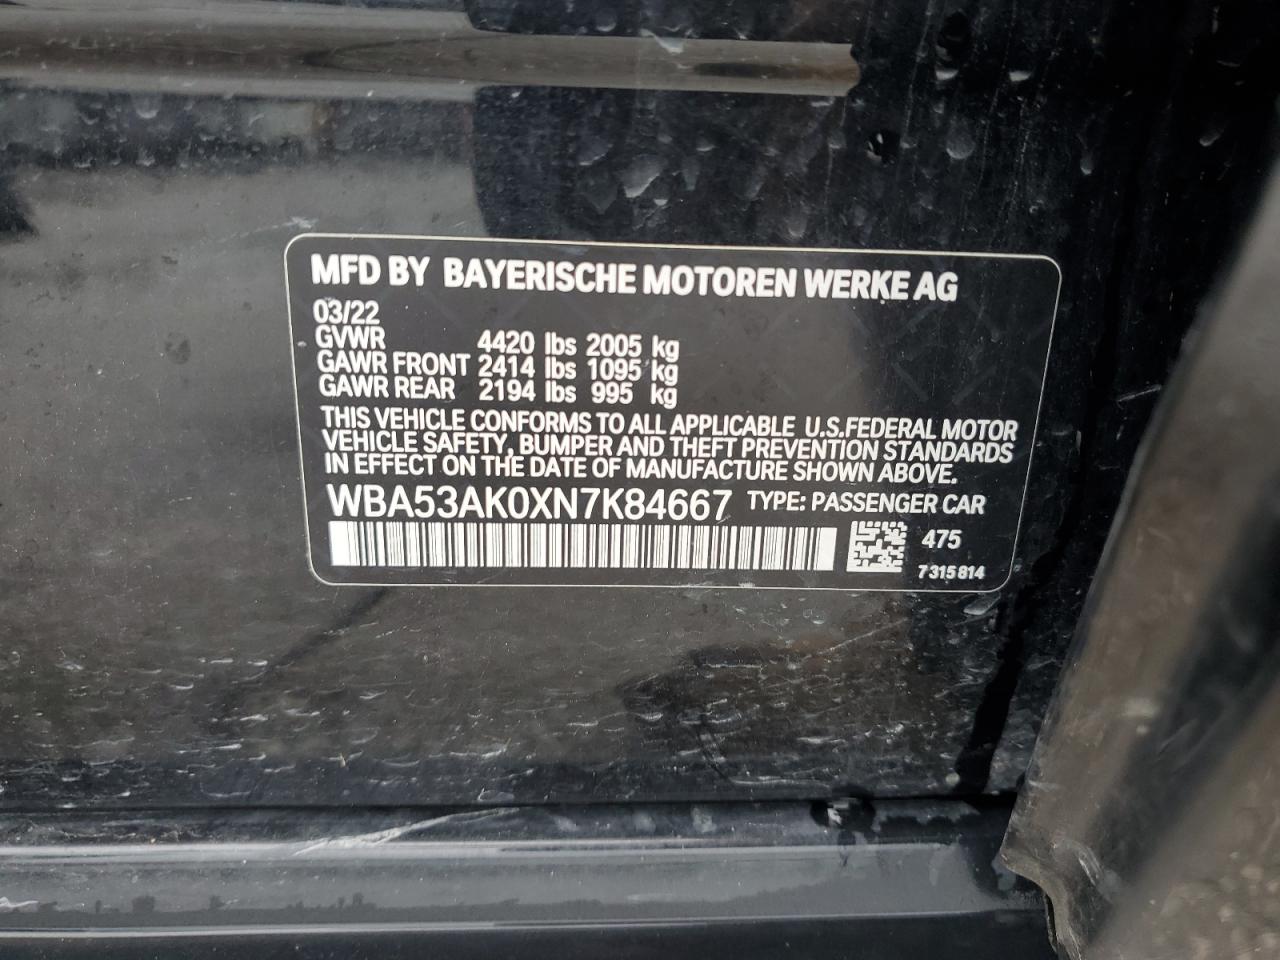 MFD BY BAYERISCHE MOTOREN WERKE AG
03/22
GVWR 4420 lbs 2005 kg
GAWR FRONT 2414 lbs 1095 kg
GAWR REAR 2194 lbs 995 kg
THIS VEHICLE CONFORMS TO ALL APPLICABLE U.S.FEDERAL MOTOR
VEHICLE SAFETY, BUMPER AND THEFT PREVENTION STANDARDS
IN EFFECT ON THE DATE OF MANUFACTURE SHOWN ABOVE.
WBA53AK0XN7K84667 TYPE: PASSENGER CAR
475
7315814